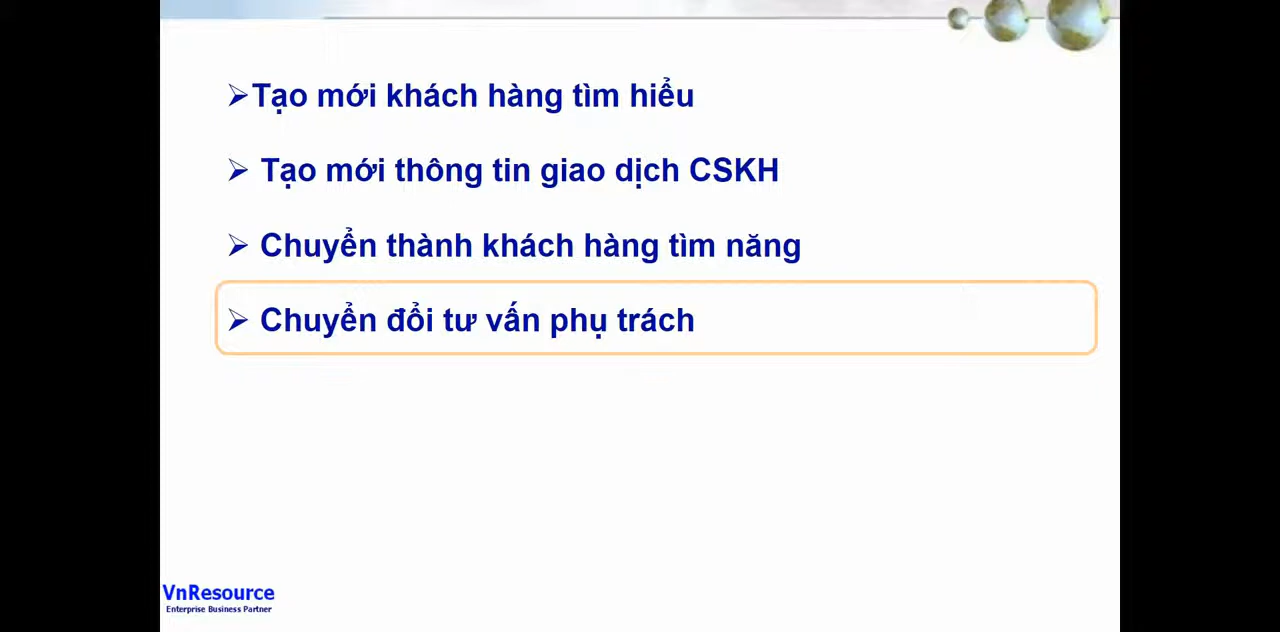 ➢Tạo mới khách hàng tìm hiểu
➢ Tạo mới thông tin giao dịch CSKH
➢ Chuyển thành khách hàng tìm năng
➢ Chuyển đổi tư vấn phụ trách
VnResource
Enterprise Business Partner